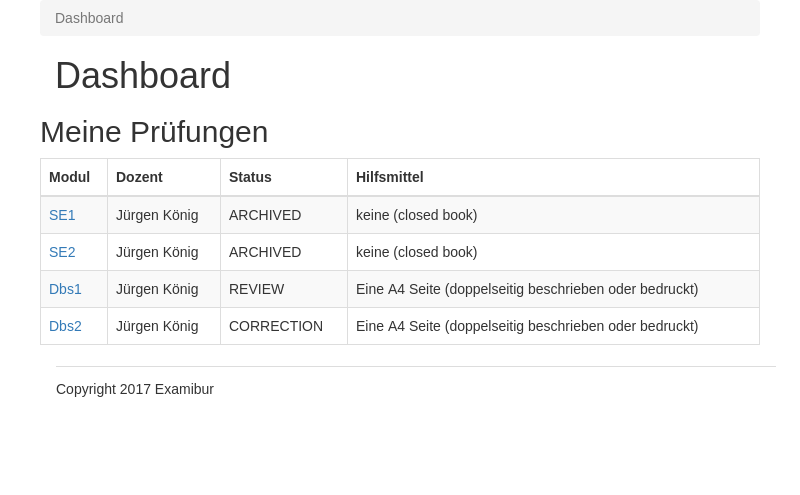 Dashboard
Dashboard
Meine Prüfungen
Modul Dozent Status Hilfsmittel
SE1 Jürgen König ARCHIVED keine (closed book)
SE2 Jürgen König ARCHIVED keine (closed book)
Dbs1 Jürgen König REVIEW Eine A4 Seite (doppelseitig beschrieben oder bedruckt)
Dbs2 Jürgen König CORRECTION Eine A4 Seite (doppelseitig beschrieben oder bedruckt)
Copyright 2017 Examibur